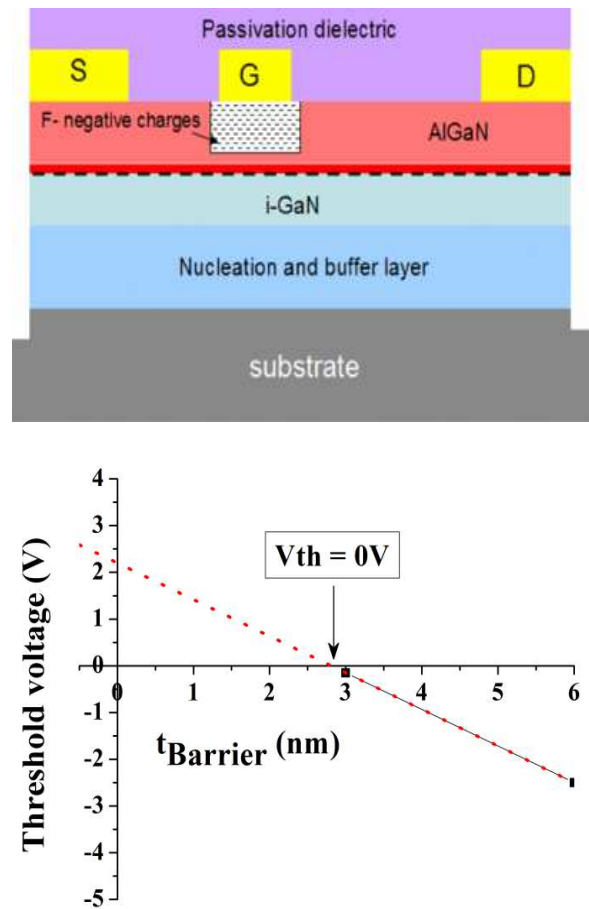 Passivation dielectric
S G D
F- negative charges
AlGaN
i-GaN
Nucleation and buffer layer
substrate
4
3
2
1
0
-1
-2
-3
-4
-5
0 1 2 3 4 5 6
Vth = 0V
Threshold voltage (V)
tBarrier (nm)